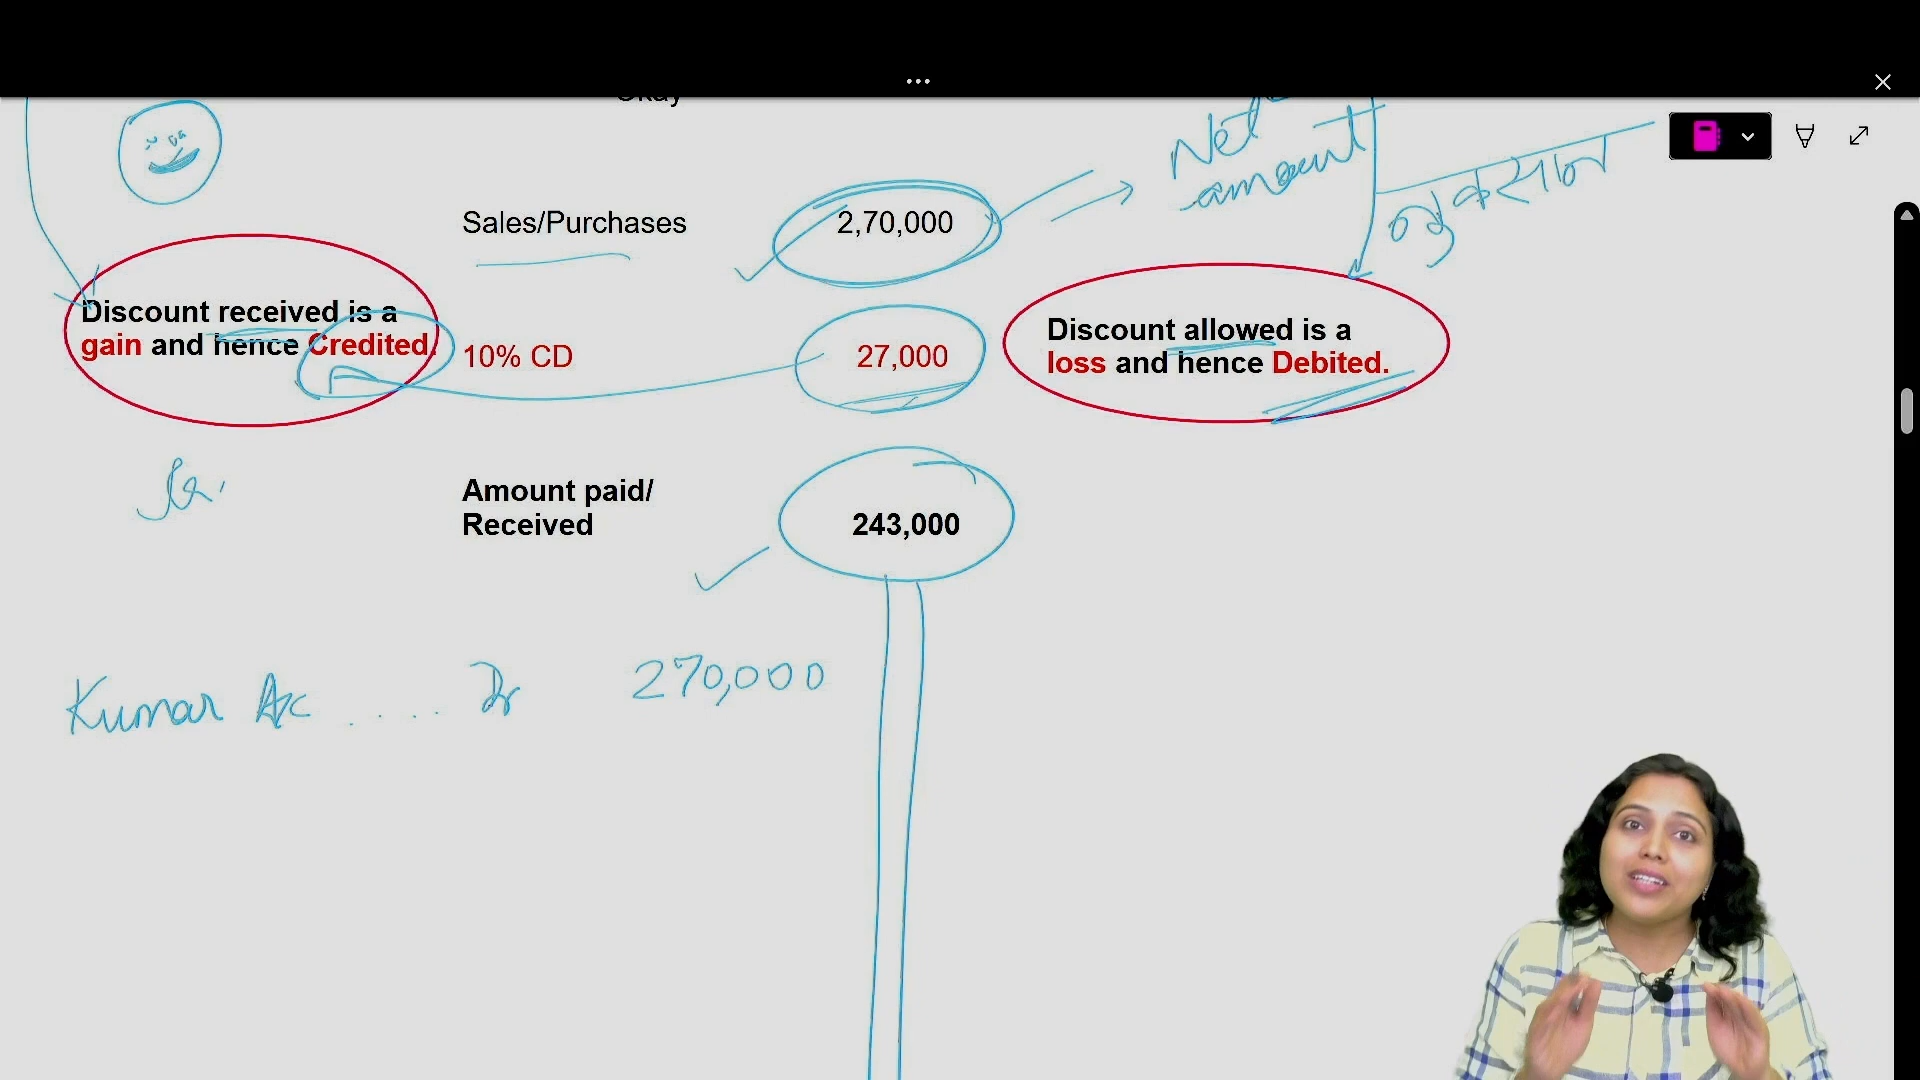 Okay
Net
amount
नुकसान
Sales/Purchases 2,70,000
Discount received is a
gain and hence Credited.
10% CD 27,000
Discount allowed is a
loss and hence Debited.
Amount paid/
Received
243,000
Kumar A/c ..... Dr 270,000